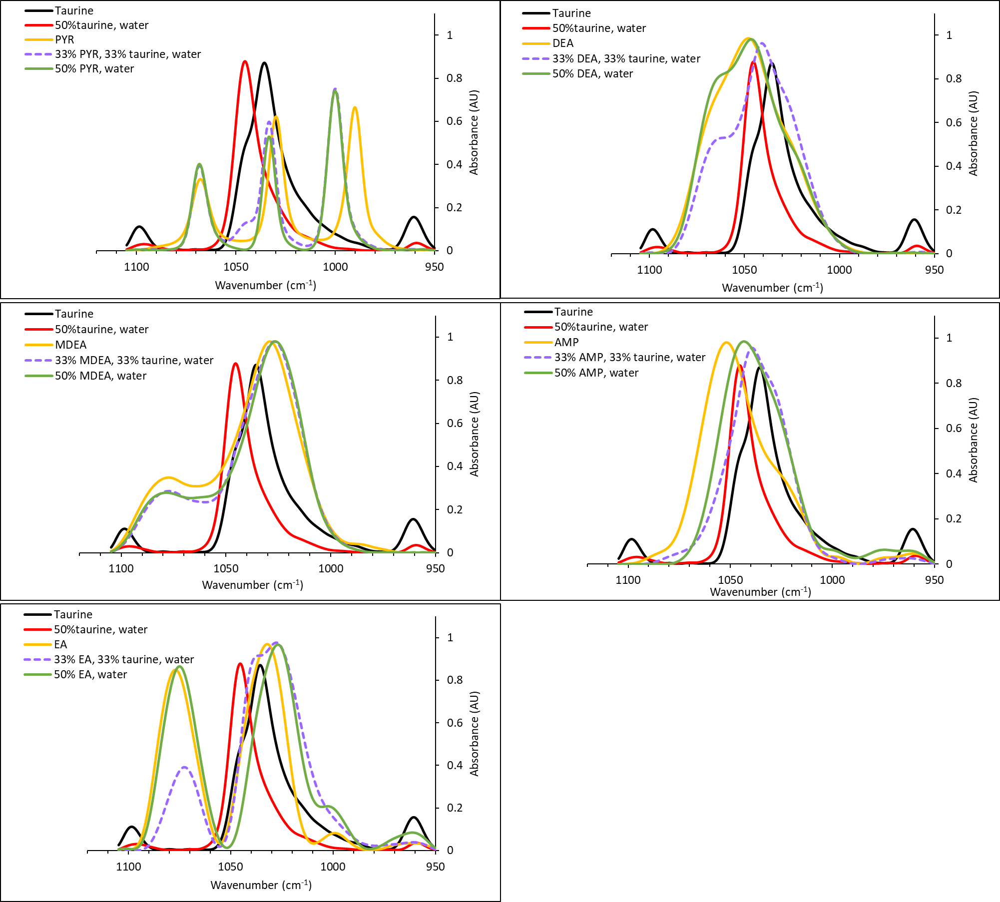 Taurine
50%taurine, water
PYR
33% PYR, 33% taurine, water
50% PYR, water
1
0.8
0.6
0.4
0.2
0
Absorbance (AU)
1100 1050 1000 950
Wavenumber (cm-1)
Taurine
50%taurine, water
DEA
33% DEA, 33% taurine, water
50% DEA, water
1
0.8
0.6
0.4
0.2
0
Absorbance (AU)
1100 1050 1000 950
Wavenumber (cm-1)
Taurine
50%taurine, water
MDEA
33% MDEA, 33% taurine, water
50% MDEA, water
1
0.8
0.6
0.4
0.2
0
Absorbance (AU)
1100 1050 1000 950
Wavenumber (cm-1)
Taurine
50%taurine, water
AMP
33% AMP, 33% taurine, water
50% AMP, water
1
0.8
0.6
0.4
0.2
0
Absorbance (AU)
1100 1050 1000 950
Wavenumber (cm-1)
Taurine
50%taurine, water
EA
33% EA, 33% taurine, water
50% EA, water
1
0.8
0.6
0.4
0.2
0
Absorbance (AU)
1100 1050 1000 950
Wavenumber (cm-1)